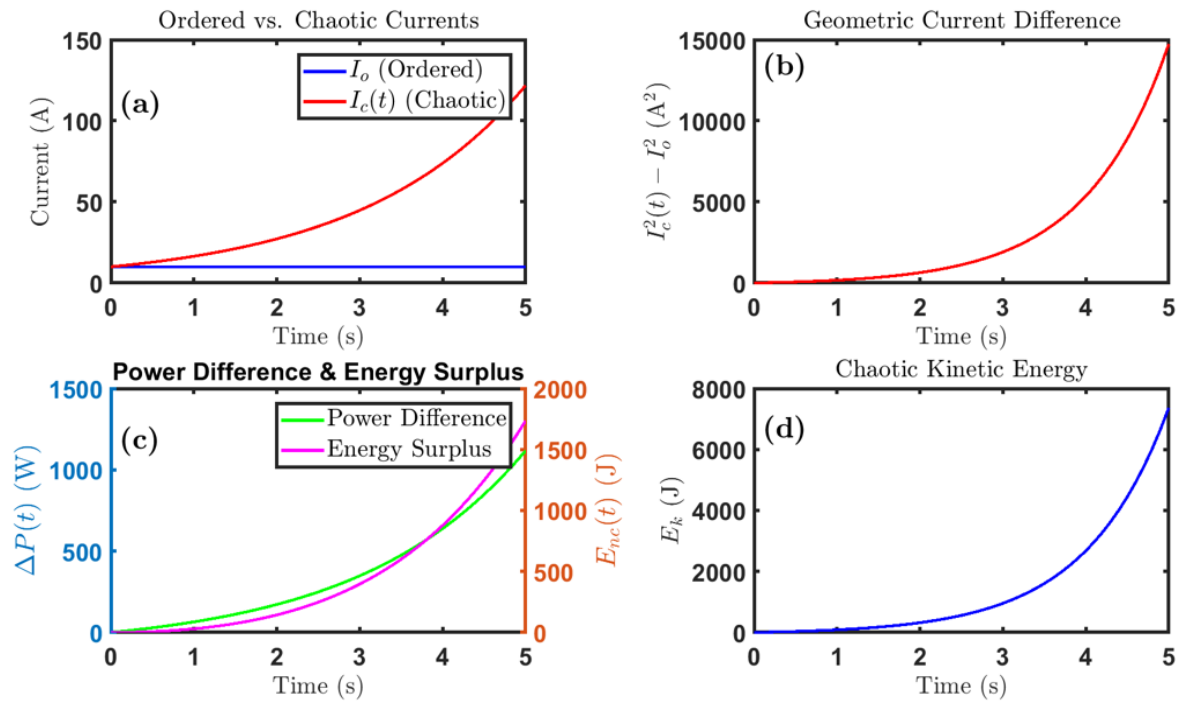 Ordered vs. Chaotic Currents
150
100
50
0
Current (A)
(a)
I_o (Ordered)
I_c(t) (Chaotic)
0 1 2 3 4 5
Time (s)
Geometric Current Difference
15000
10000
5000
0
I_c^2(t) − I_o^2 (A^2)
(b)
0 1 2 3 4 5
Time (s)
Power Difference & Energy Surplus
1500
1000
500
0
ΔP(t) (W)
(c)
Power Difference
Energy Surplus
2000
1500
1000
500
0
E_{nc}(t) (J)
0 1 2 3 4 5
Time (s)
Chaotic Kinetic Energy
8000
6000
4000
2000
0
E_k (J)
(d)
0 1 2 3 4 5
Time (s)